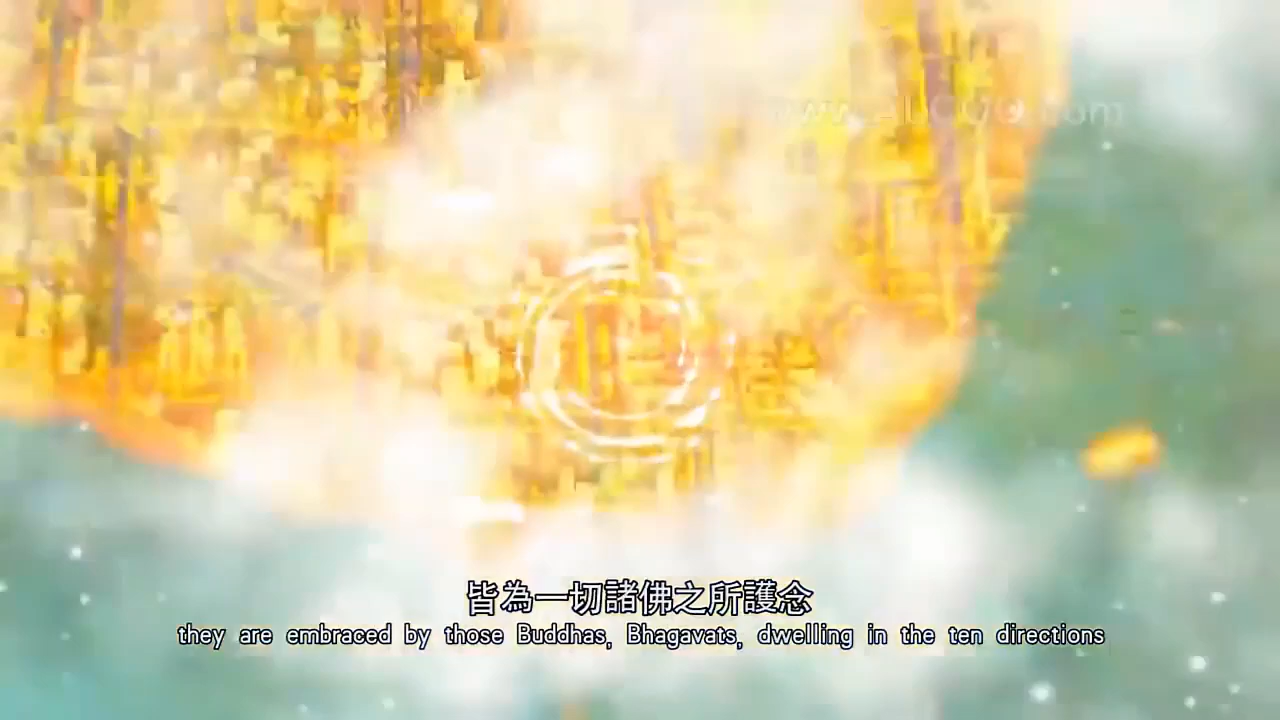 皆為一切諸佛之所護念
they are embraced by those Buddhas, Bhagavats, dwelling in the ten directions